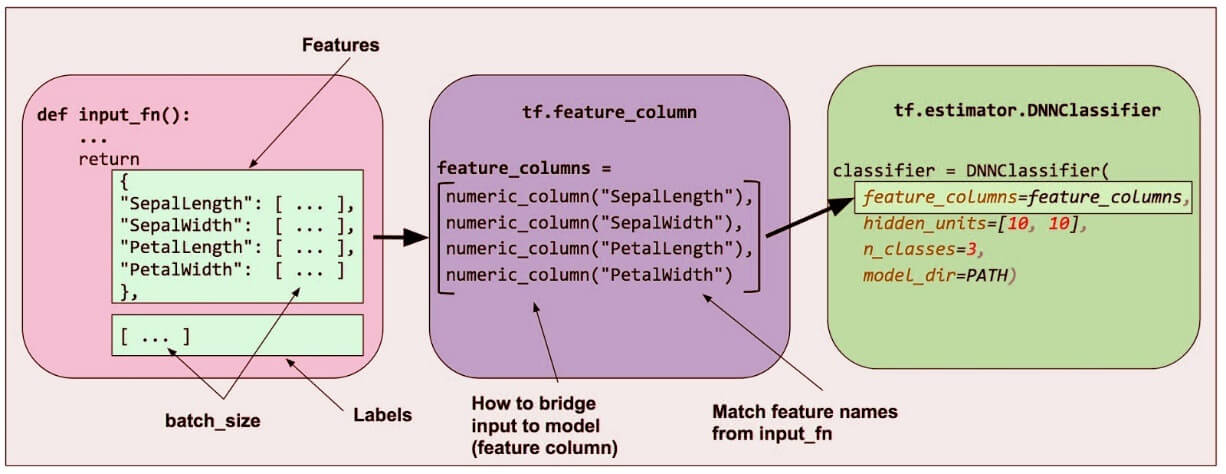 Features
def input_fn():
...
return
{
"SepalLength": [ ... ],
"SepalWidth": [ ... ],
"PetalLength": [ ... ],
"PetalWidth": [ ... ]
},
[ ... ]
batch_size
Labels
tf.feature_column
feature_columns =
numeric_column("SepalLength"),
numeric_column("SepalWidth"),
numeric_column("PetalLength"),
numeric_column("PetalWidth")
How to bridge
input to model
(feature column)
Match feature names
from input_fn
tf.estimator.DNNClassifier
classifier = DNNClassifier(
feature_columns=feature_columns,
hidden_units=[10, 10],
n_classes=3,
model_dir=PATH)